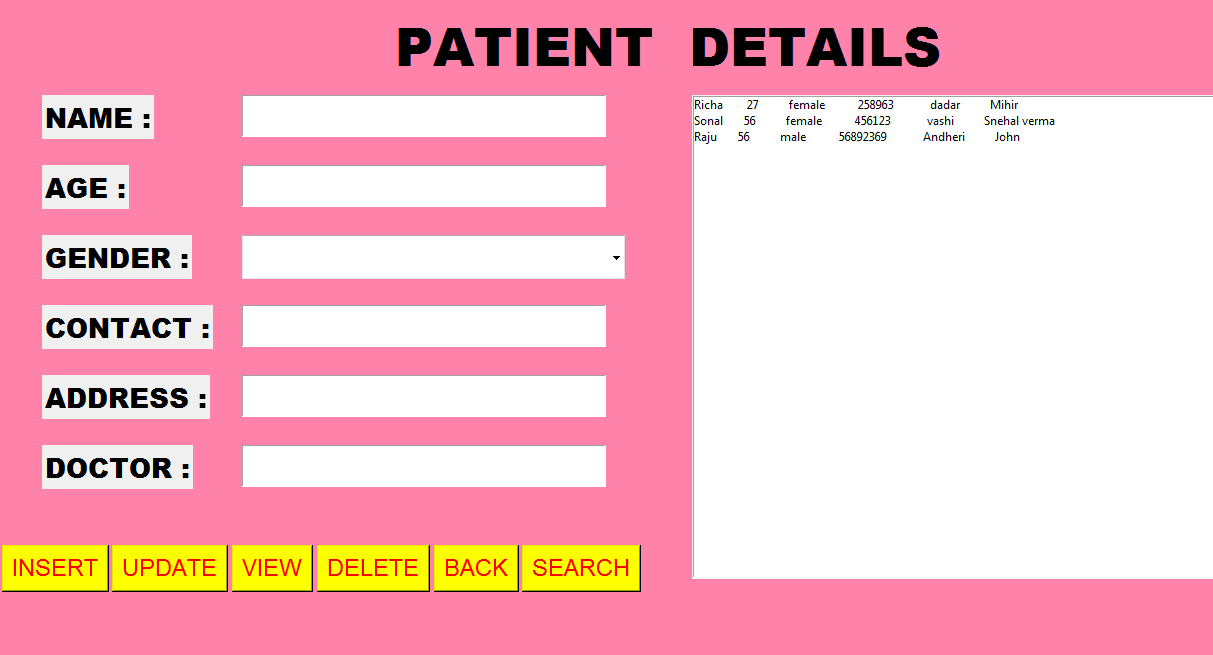 PATIENT DETAILS
NAME :
AGE :
GENDER :
CONTACT :
ADDRESS :
DOCTOR :
INSERT UPDATE VIEW DELETE BACK SEARCH
Richa 27 female 258963 dadar Mihir
Sonal 56 female 456123 vashi Snehal verma
Raju 56 male 56892369 Andheri John